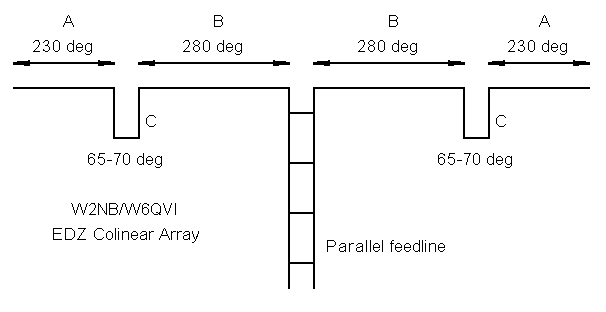 A B B A
230 deg 280 deg 280 deg 230 deg
C C
65-70 deg 65-70 deg
W2NB/W6QVI
EDZ Colinear Array
Parallel feedline